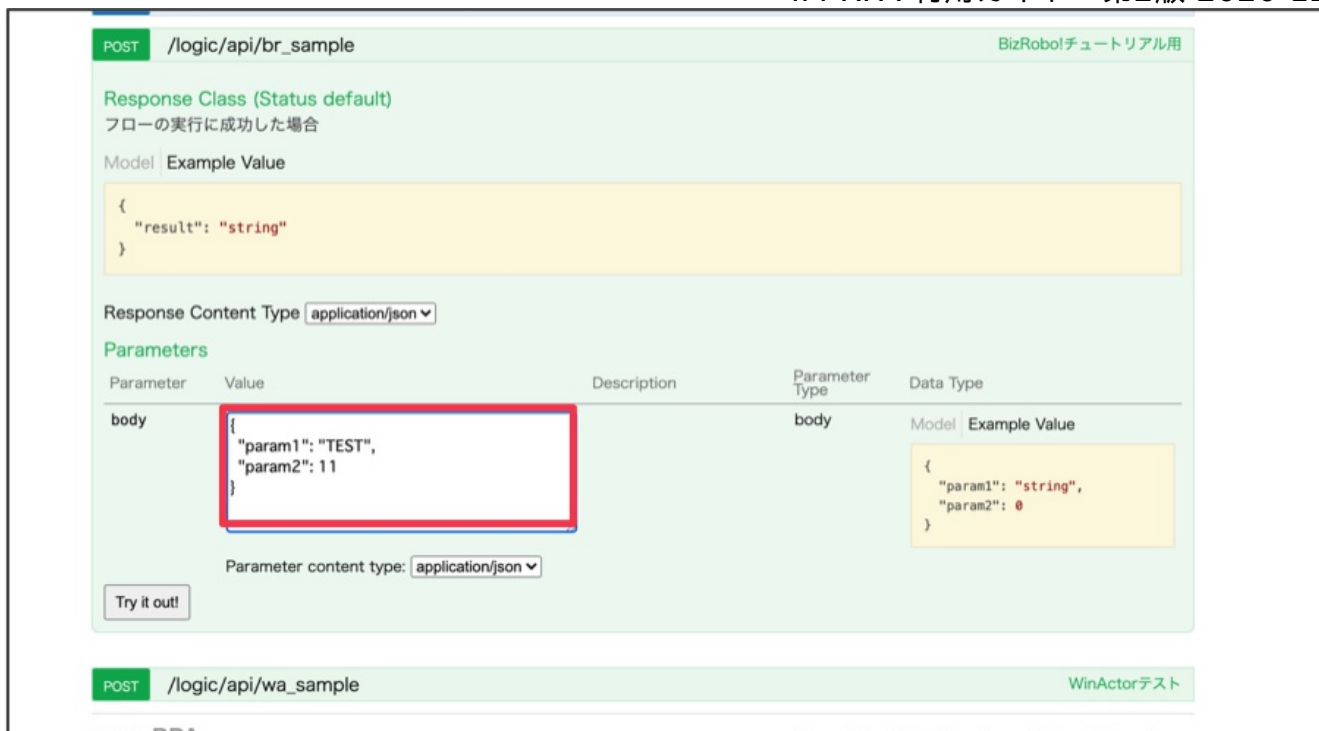 POST /logic/api/br_sample BizRobo!チュートリアル用
Response Class (Status default)
フローの実行に成功した場合
Model Example Value
{
"result": "string"
}
Response Content Type application/json
Parameters
Parameter Value Description Parameter Type Data Type
body
{
"param1": "TEST",
"param2": 11
}
body
Model Example Value
{
"param1": "string",
"param2": 0
}
Parameter content type: application/json
Try it out!
POST /logic/api/wa_sample WinActorテスト